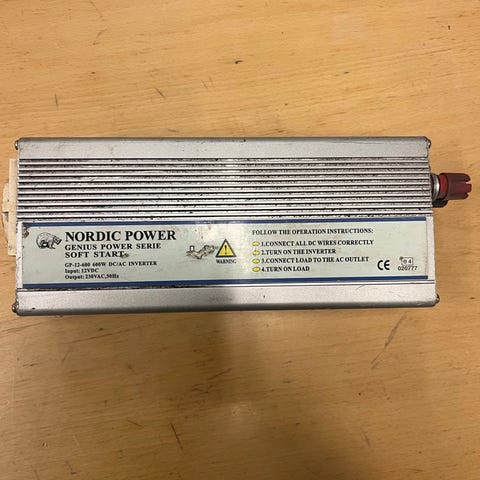 NORDIC POWER
GENIUS POWER SERIE
SOFT START
GP-12-600 600W DC/AC INVERTER
Input: 12VDC
Output: 230VAC,50Hz
WARNING
FOLLOW THE OPERATION INSTRUCTIONS:
1.CONNECT ALL DC WIRES CORRECTLY
2.TURN ON THE INVERTER
3.CONNECT LOAD TO THE AC OUTLET
4.TURN ON LOAD
CE
e4
020777